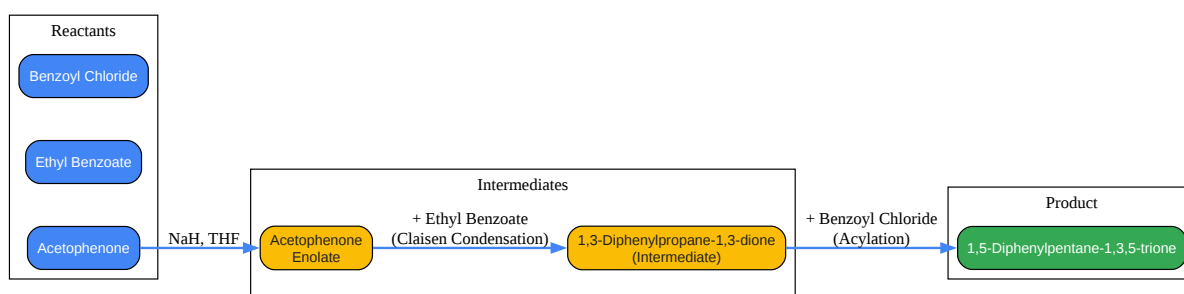 Reactants
Benzoyl Chloride
Ethyl Benzoate
Acetophenone
NaH, THF
Intermediates
Acetophenone
Enolate
+ Ethyl Benzoate
(Claisen Condensation)
1,3-Diphenylpropane-1,3-dione
(Intermediate)
+ Benzoyl Chloride
(Acylation)
Product
1,5-Diphenylpentane-1,3,5-trione